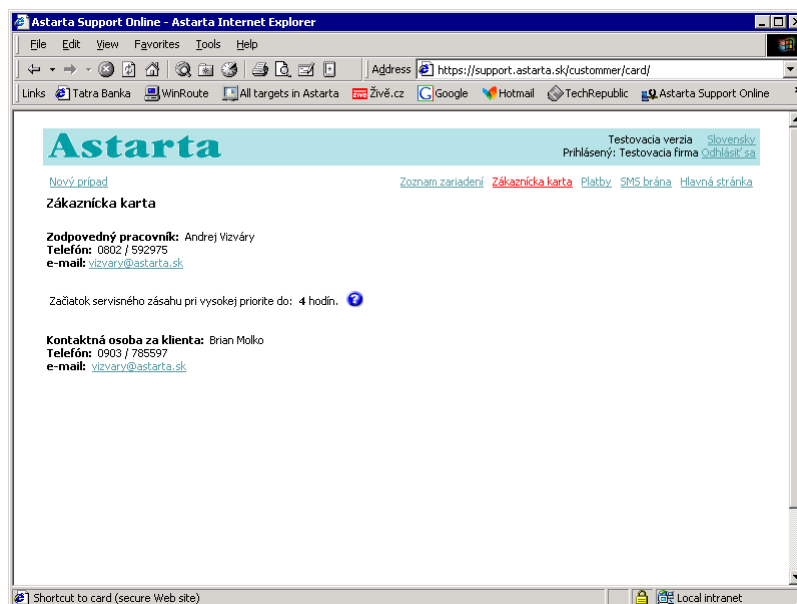 Astarta Support Online - Astarta Internet Explorer
File Edit View Favorites Tools Help
Address https://support.astarta.sk/custommer/card/
Links Tatra Banka WinRoute All targets in Astarta Živě.cz Google Hotmail TechRepublic Astarta Support Online
Astarta
Testovacia verzia Slovensky
Prihlásený: Testovacia firma Odhlásiť sa
Nový prípad Zoznam zariadení Zákaznícka karta Platby SMS brána Hlavná stránka
Zákaznícka karta
Zodpovedný pracovník: Andrej Vizváry
Telefón: 0802 / 592975
e-mail: vizvary@astarta.sk
Začiatok servisného zásahu pri vysokej priorite do: 4 hodín. ?
Kontaktná osoba za klienta: Brian Molko
Telefón: 0903 / 785597
e-mail: vizvary@astarta.sk
Shortcut to card (secure Web site) Local intranet